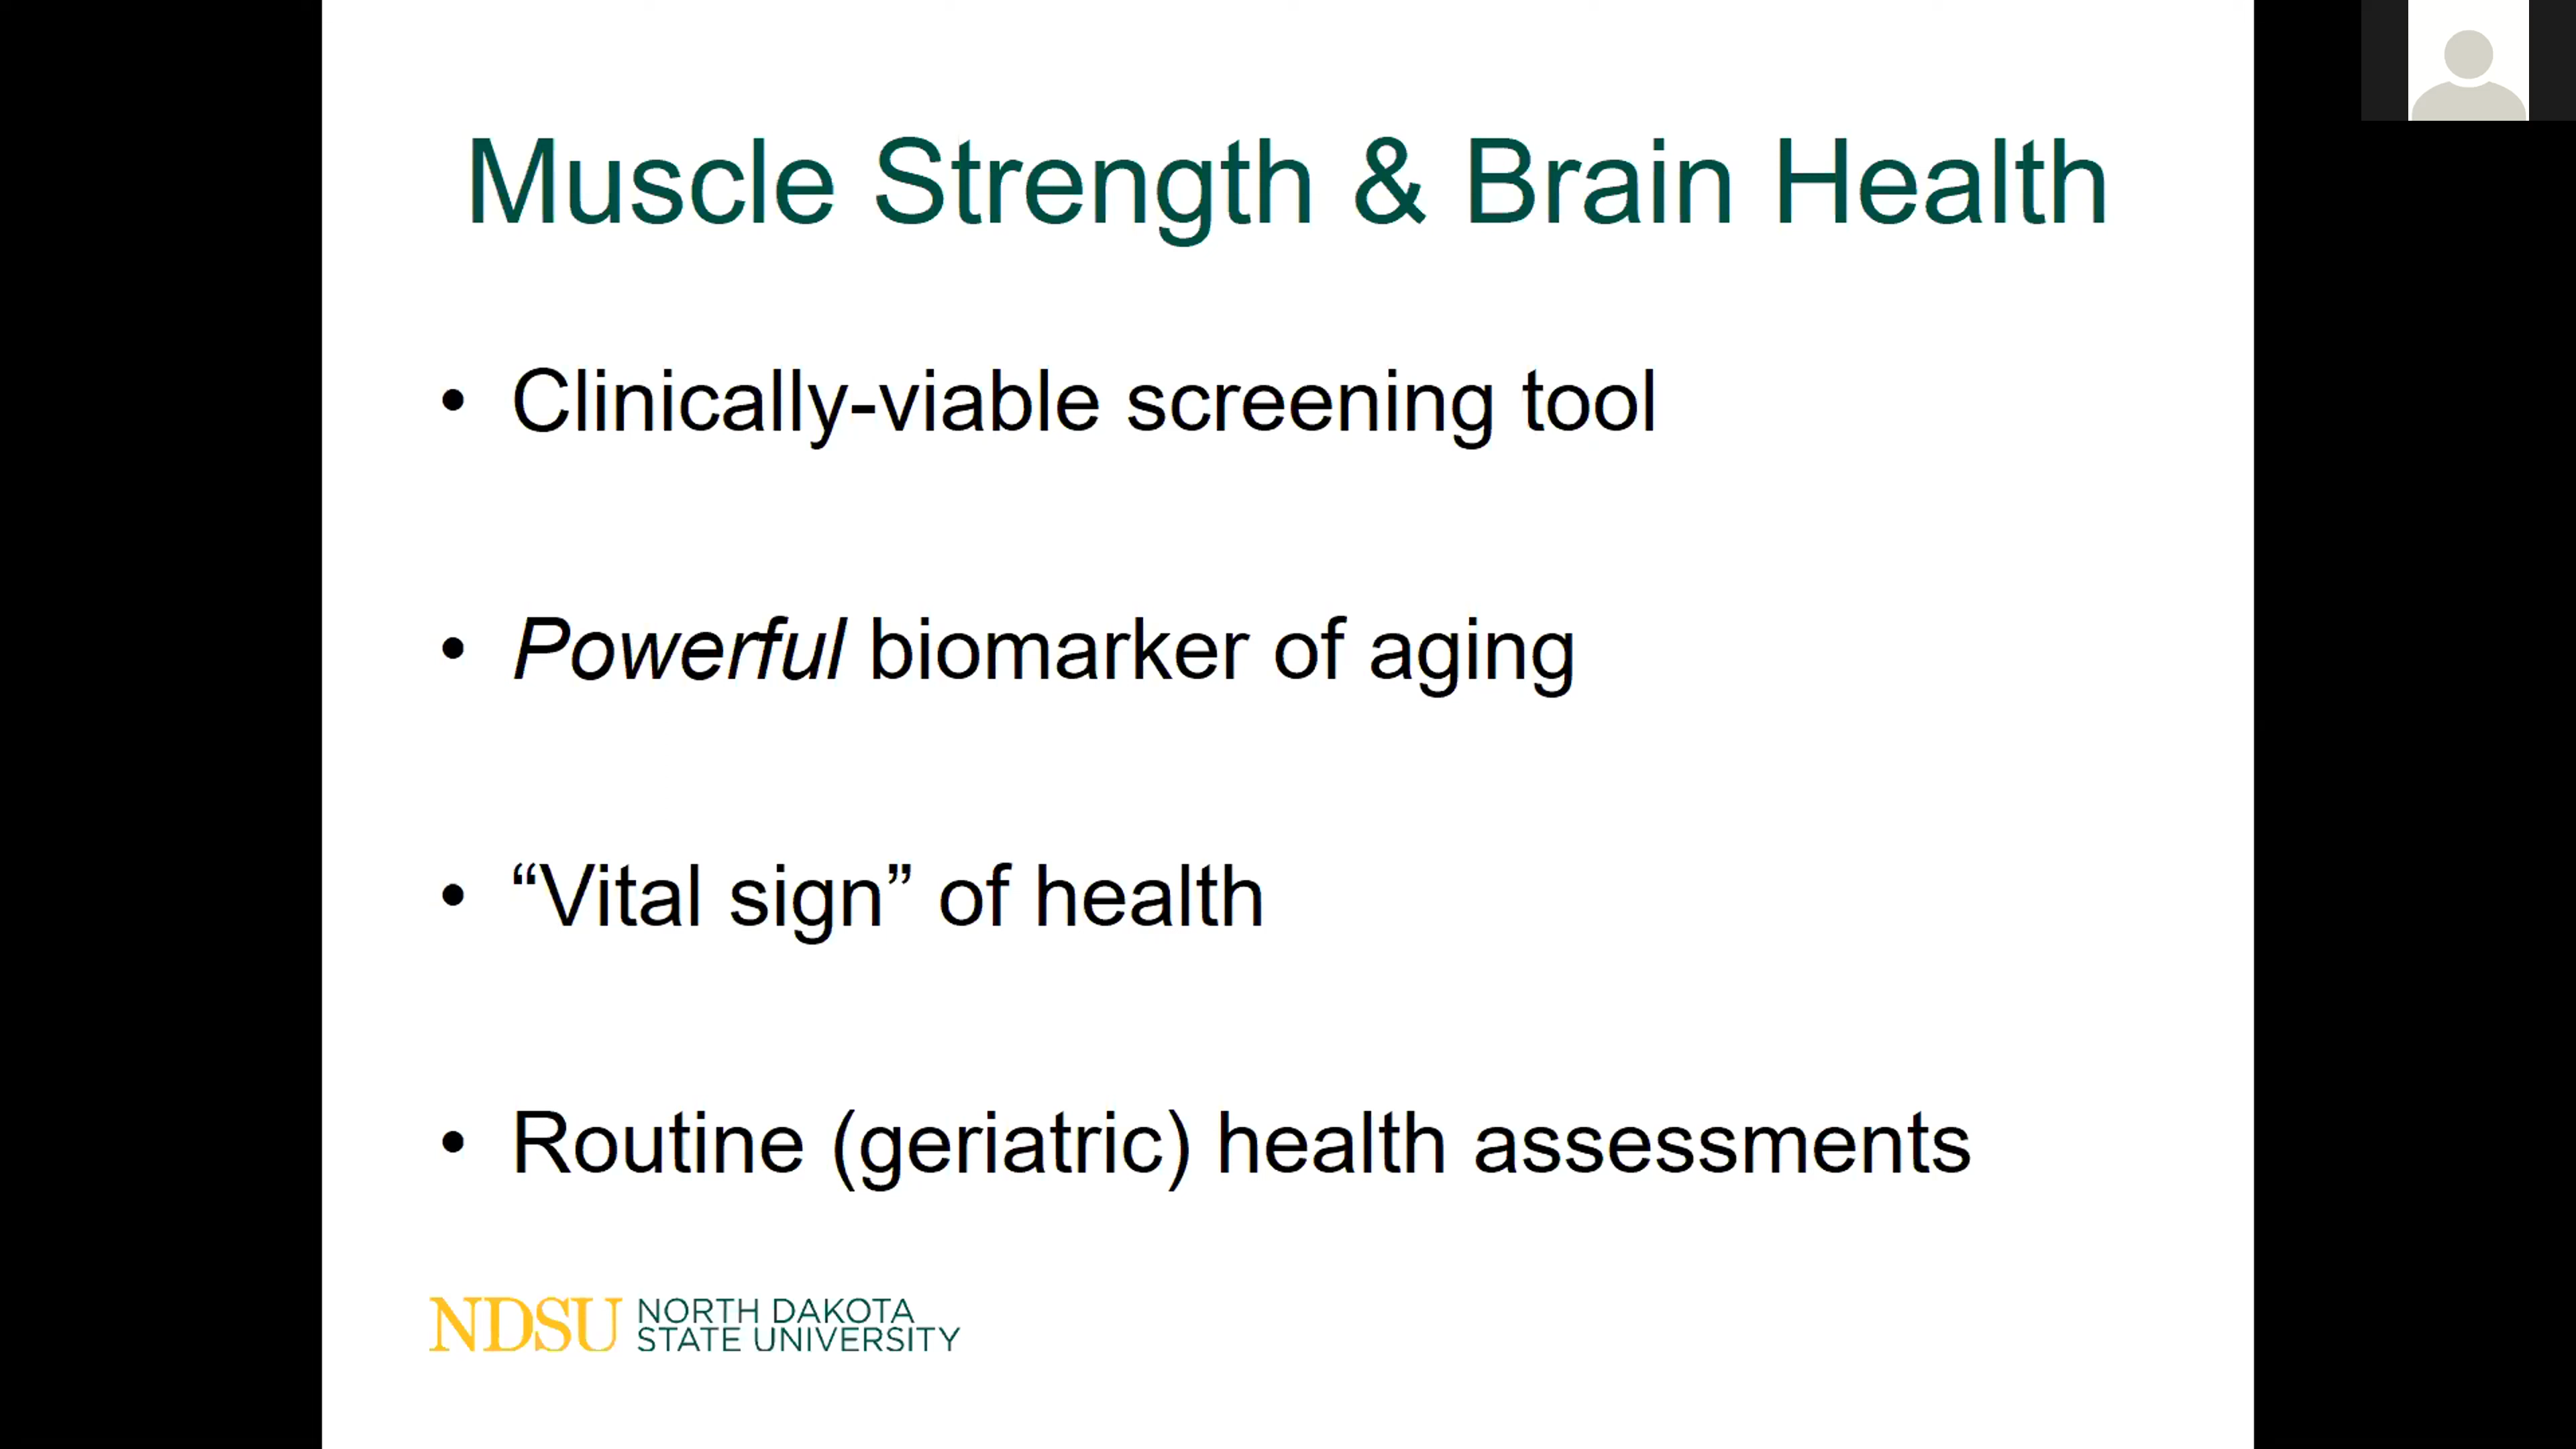 Muscle Strength & Brain Health
• Clinically-viable screening tool
• Powerful biomarker of aging
• “Vital sign” of health
• Routine (geriatric) health assessments
NDSU NORTH DAKOTA
STATE UNIVERSITY